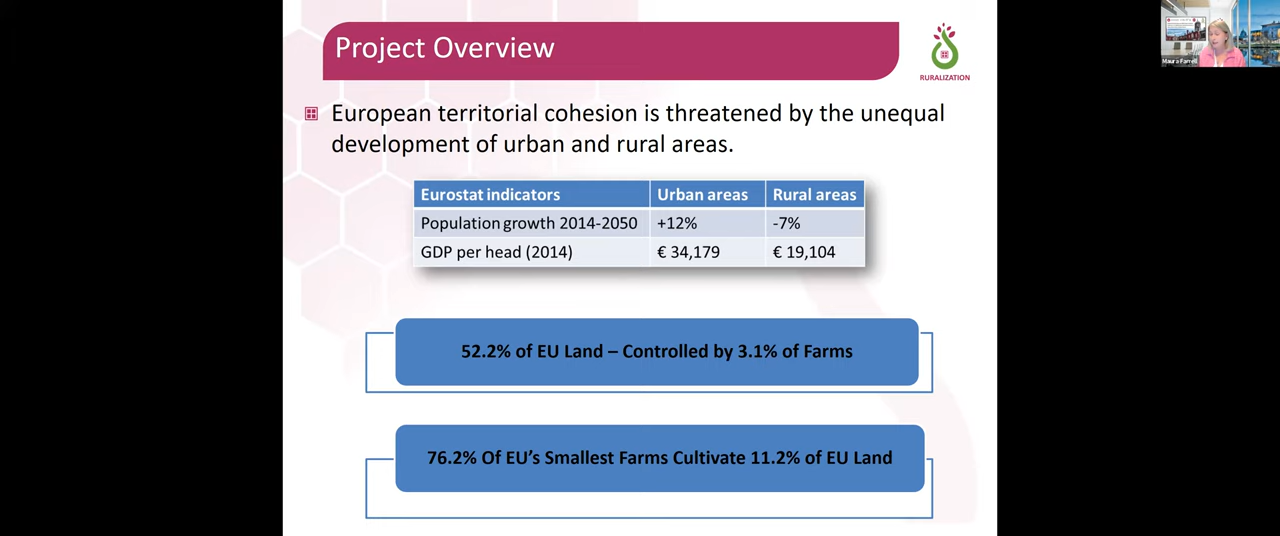 Project Overview
RURALIZATION
Maura Farrell
European territorial cohesion is threatened by the unequal
development of urban and rural areas.
Eurostat indicators Urban areas Rural areas
Population growth 2014-2050 +12% -7%
GDP per head (2014) € 34,179 € 19,104
52.2% of EU Land – Controlled by 3.1% of Farms
76.2% Of EU's Smallest Farms Cultivate 11.2% of EU Land